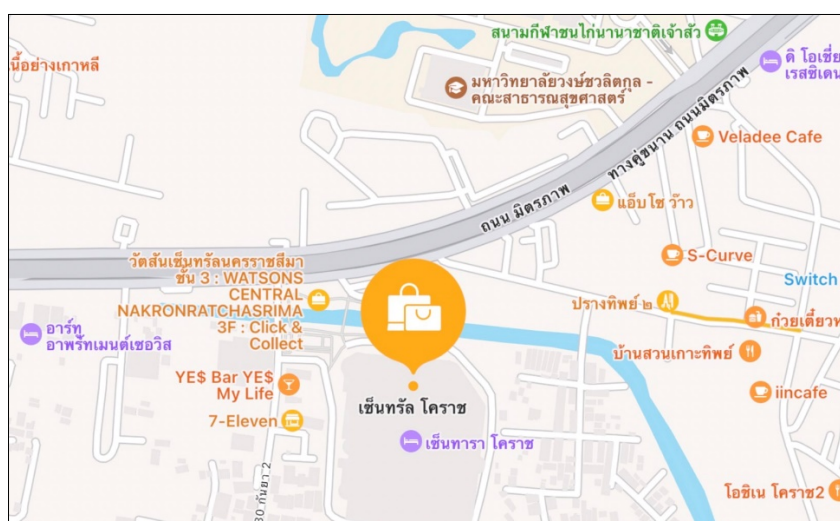 สนามกีฬาชนไก่นานาชาติเจ้าสัว
นื้อย่างเกาหลี
มหาวิทยาลัยวงษ์ชวลิตกุล -
คณะสาธารณสุขศาสตร์
ดิ โอเชี่ย
เรสซิเดน
Veladee Cafe
ทางคู่ขนาน ถนนมิตรภาพ
ถนน มิตรภาพ
แอ็บโซ ว๊าว
S-Curve
Switch
วัตสันเซ็นทรัลนครราชสีมา
ชั้น 3 : WATSONS
CENTRAL
NAKRONRATCHASRIMA
3F : Click &
Collect
ปรางทิพย์ ๒
ก๋วยเตี๋ยวห
อาร์ทู
อาพร์ทเมนต์เซอวิส
บ้านสวนเกาะทิพย์
YE$ Bar YE$
My Life
iincafe
เซ็นทรัล โคราช
7-Eleven
เซ็นทารา โคราช
30 กันยา 2
โอชิเน โคราช2